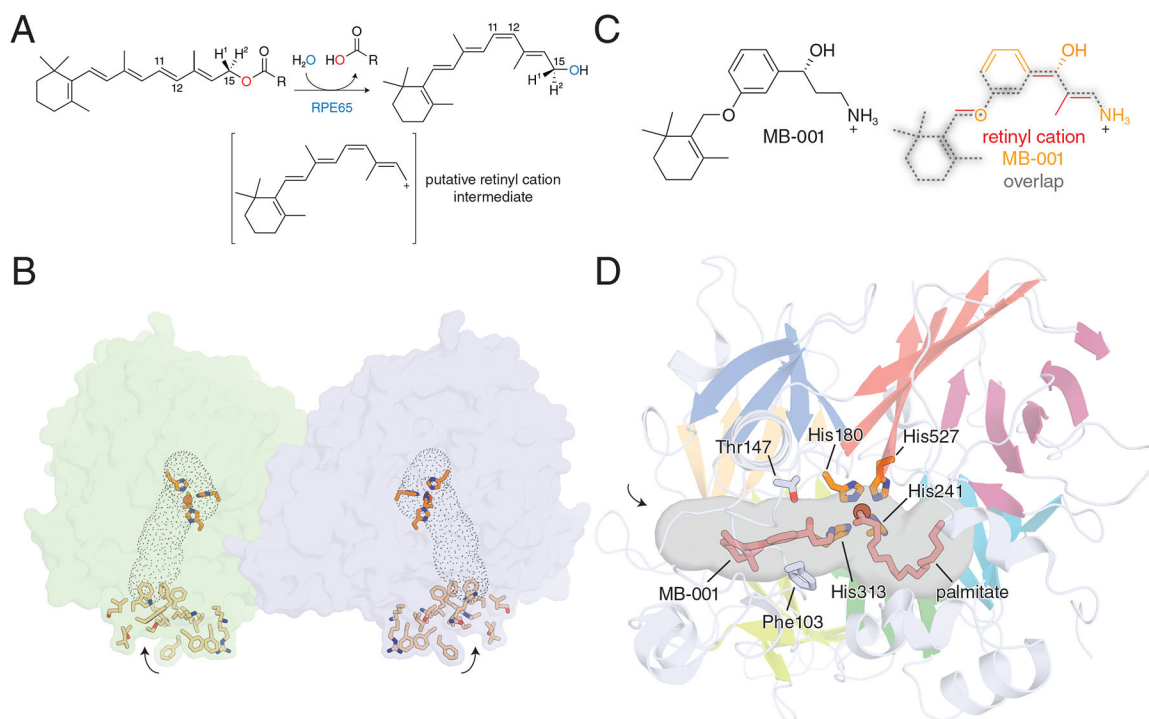 A
H¹ H²
O
11
12
15
O
R
H₂O
O
HO R
RPE65
11 12
15
OH
H¹
H²
+
putative retinyl cation
intermediate
C
OH
O
NH₃
+
MB-001
OH
O
NH₃
+
retinyl cation
MB-001
overlap
B
D
Thr147
His180
His527
His241
MB-001
Phe103
His313
palmitate